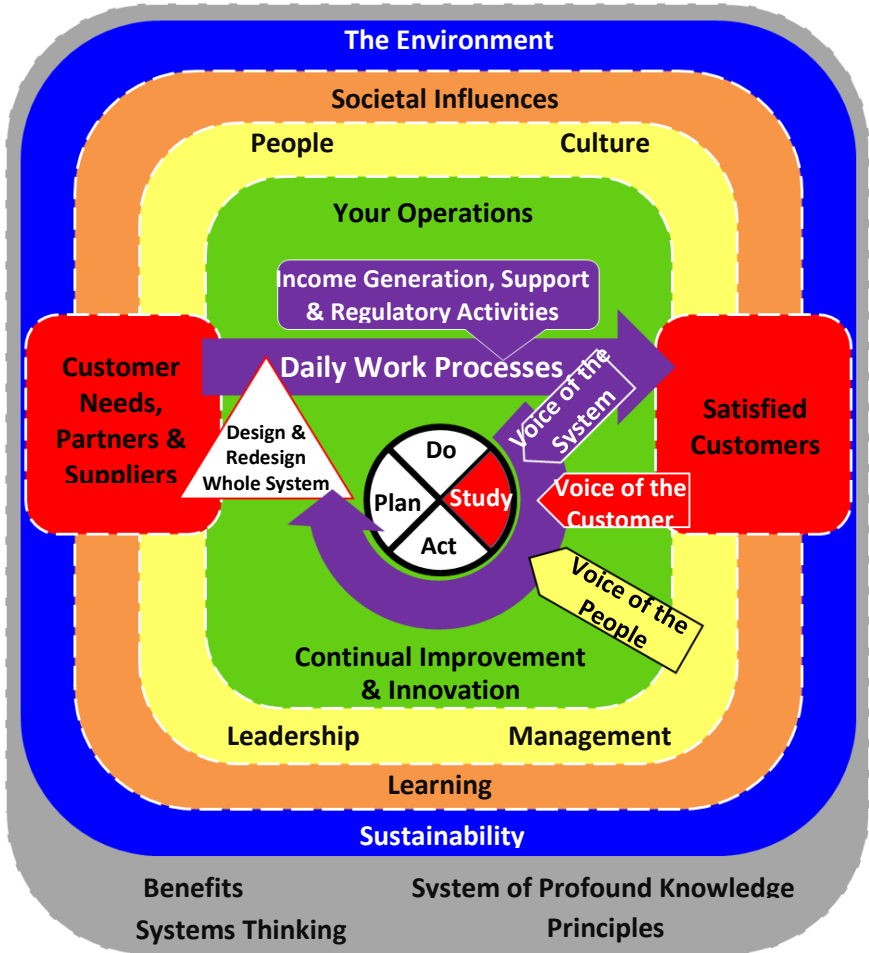 The Environment
Societal Influences
People
Culture
Your Operations
Income Generation, Support
& Regulatory Activities
Daily Work Processes
Customer
Needs,
Partners &
Suppliers
Design &
Redesign
Whole System
Voice of the
System
Satisfied
Customers
Do
Plan
Study
Act
Voice of the
Customer
Voice of the
People
Continual Improvement
& Innovation
Leadership
Management
Learning
Sustainability
Benefits
System of Profound Knowledge
Systems Thinking
Principles